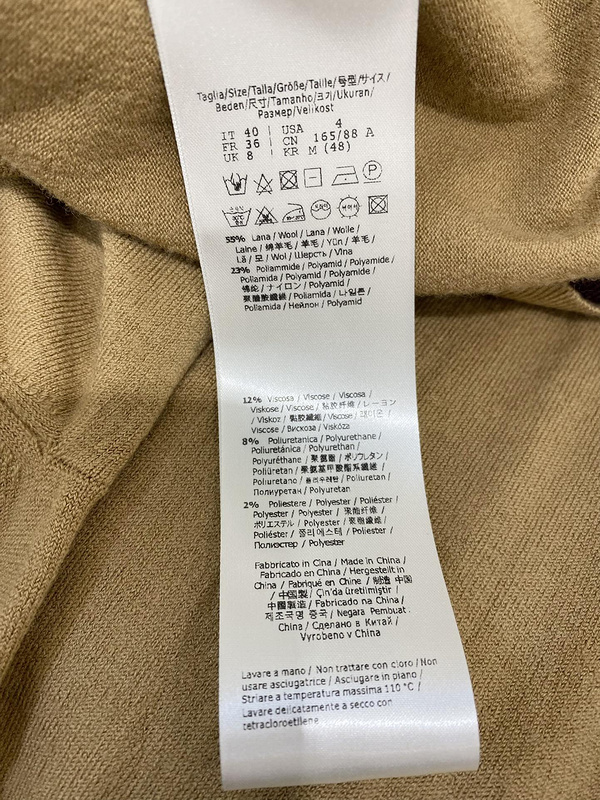 Taglia/Size/Talla/Größe/Taille/号型/サイズ/
Beden/尺寸/Tamanho/크기/Ukuran/
Размер/Velikost
IT 40 | USA 4
FR 36 | CN 165/88 A
UK 8 | KR M (48)
P
30℃
55% Lana / Wool / Lana / Wolle /
Laine / 绵羊毛 / 羊毛 / Yün / 羊毛 /
Lã / 모 / Wol / Шерсть / Vlna
23% Poliammide / Polyamid / Polyamide /
Poliamida / Polyamid / Polyamide /
锦纶 / ナイロン / Polyamid /
聚醯胺纖維 / Poliamida / 나일론 /
Poliamida / Нейлон / Polyamid
12% Viscosa / Viscose / Viscosa /
Viskose / Viscose / 黏胶纤维 / レーヨン
/ Viskoz / 黏膠纖維 / Viscose / 레이온 /
Viscose / Вискоза / Viskóza
8% Poliuretanica / Polyurethane /
Poliuretánica / Polyurethan /
Polyuréthane / 聚氨酯 / ポリウレタン /
Poliüretan / 聚氨基甲酸酯系纖維 /
Poliuretano / 폴리우레탄 / Poliuretan /
Полиуретан / Polyuretan
2% Poliestere / Polyester / Poliéster /
Polyester / Polyester / 聚酯纤维 /
ポリエステル / Polyester / 聚酯纖維 /
Poliéster / 폴리에스테르 / Poliester /
Полиэстер / Polyester
Fabbricato in Cina / Made in China /
Fabricado en China / Hergestellt in
China / Fabriqué en Chine / 制造 中国
/ 中国製 / Çin'da üretimiştir /
中國製造 / Fabricado na China /
제조국명 중국 / Negara Pembuat:
China / Сделано в Китай /
Vyrobeno v China
Lavare a mano / Non trattare con cloro / Non
usare asciugatrice / Asciugare in piano /
Stirare a temperatura massima 110 °C /
Lavare delicatamente a secco con
tetracloroetilene